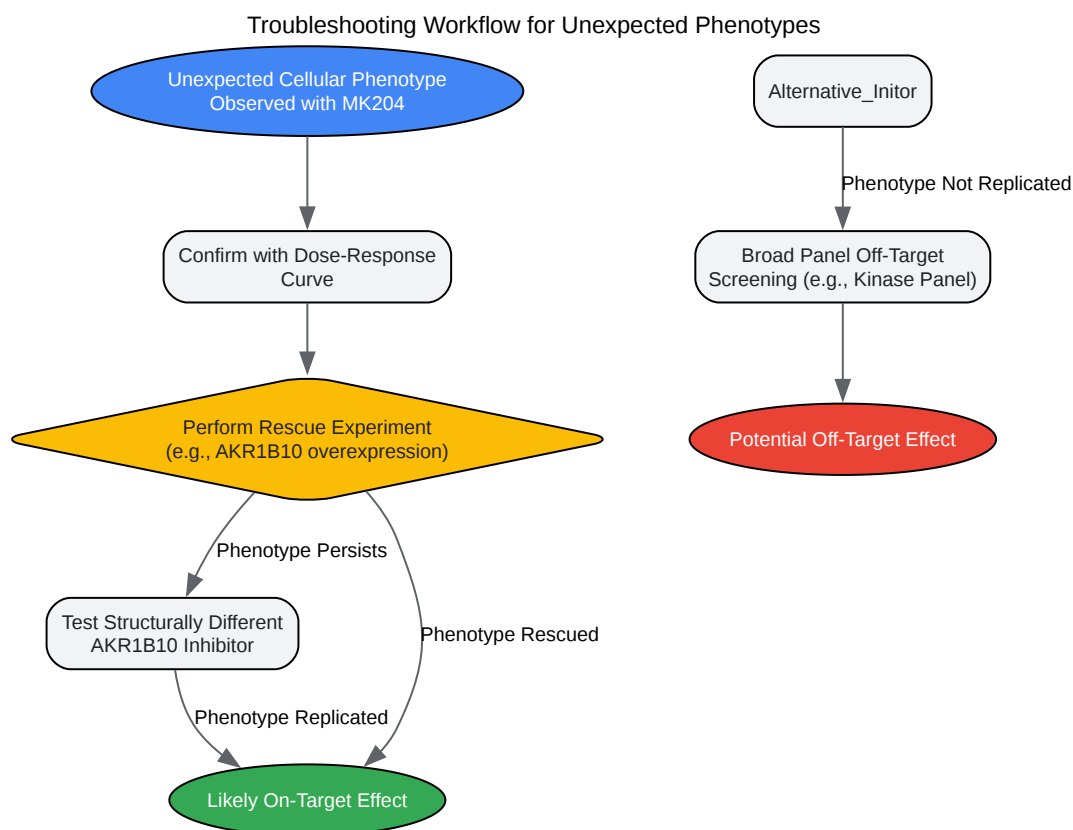 Troubleshooting Workflow for Unexpected Phenotypes
Unexpected Cellular Phenotype
Observed with MK204
Confirm with Dose-Response
Curve
Perform Rescue Experiment
(e.g., AKR1B10 overexpression)
Phenotype Persists
Test Structurally Different
AKR1B10 Inhibitor
Phenotype Rescued
Phenotype Replicated
Likely On-Target Effect
Alternative_Initor
Phenotype Not Replicated
Broad Panel Off-Target
Screening (e.g., Kinase Panel)
Potential Off-Target Effect